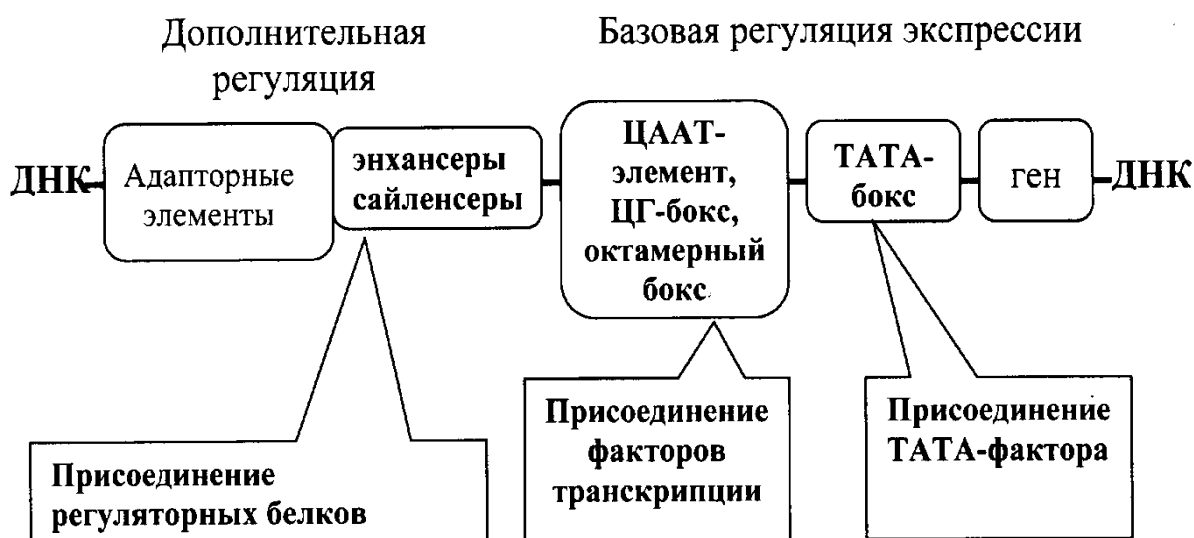 Дополнительная
регуляция
Базовая регуляция экспрессии
ДНК
Адапторные
элементы
энхансеры
сайленсеры
ЦААТ-
элемент,
ЦГ-бокс,
октамерный
бокс
ТАТА-
бокс
ген
ДНК
Присоединение
регуляторных белков
Присоединение
факторов
транскрипции
Присоединение
ТАТА-фактора